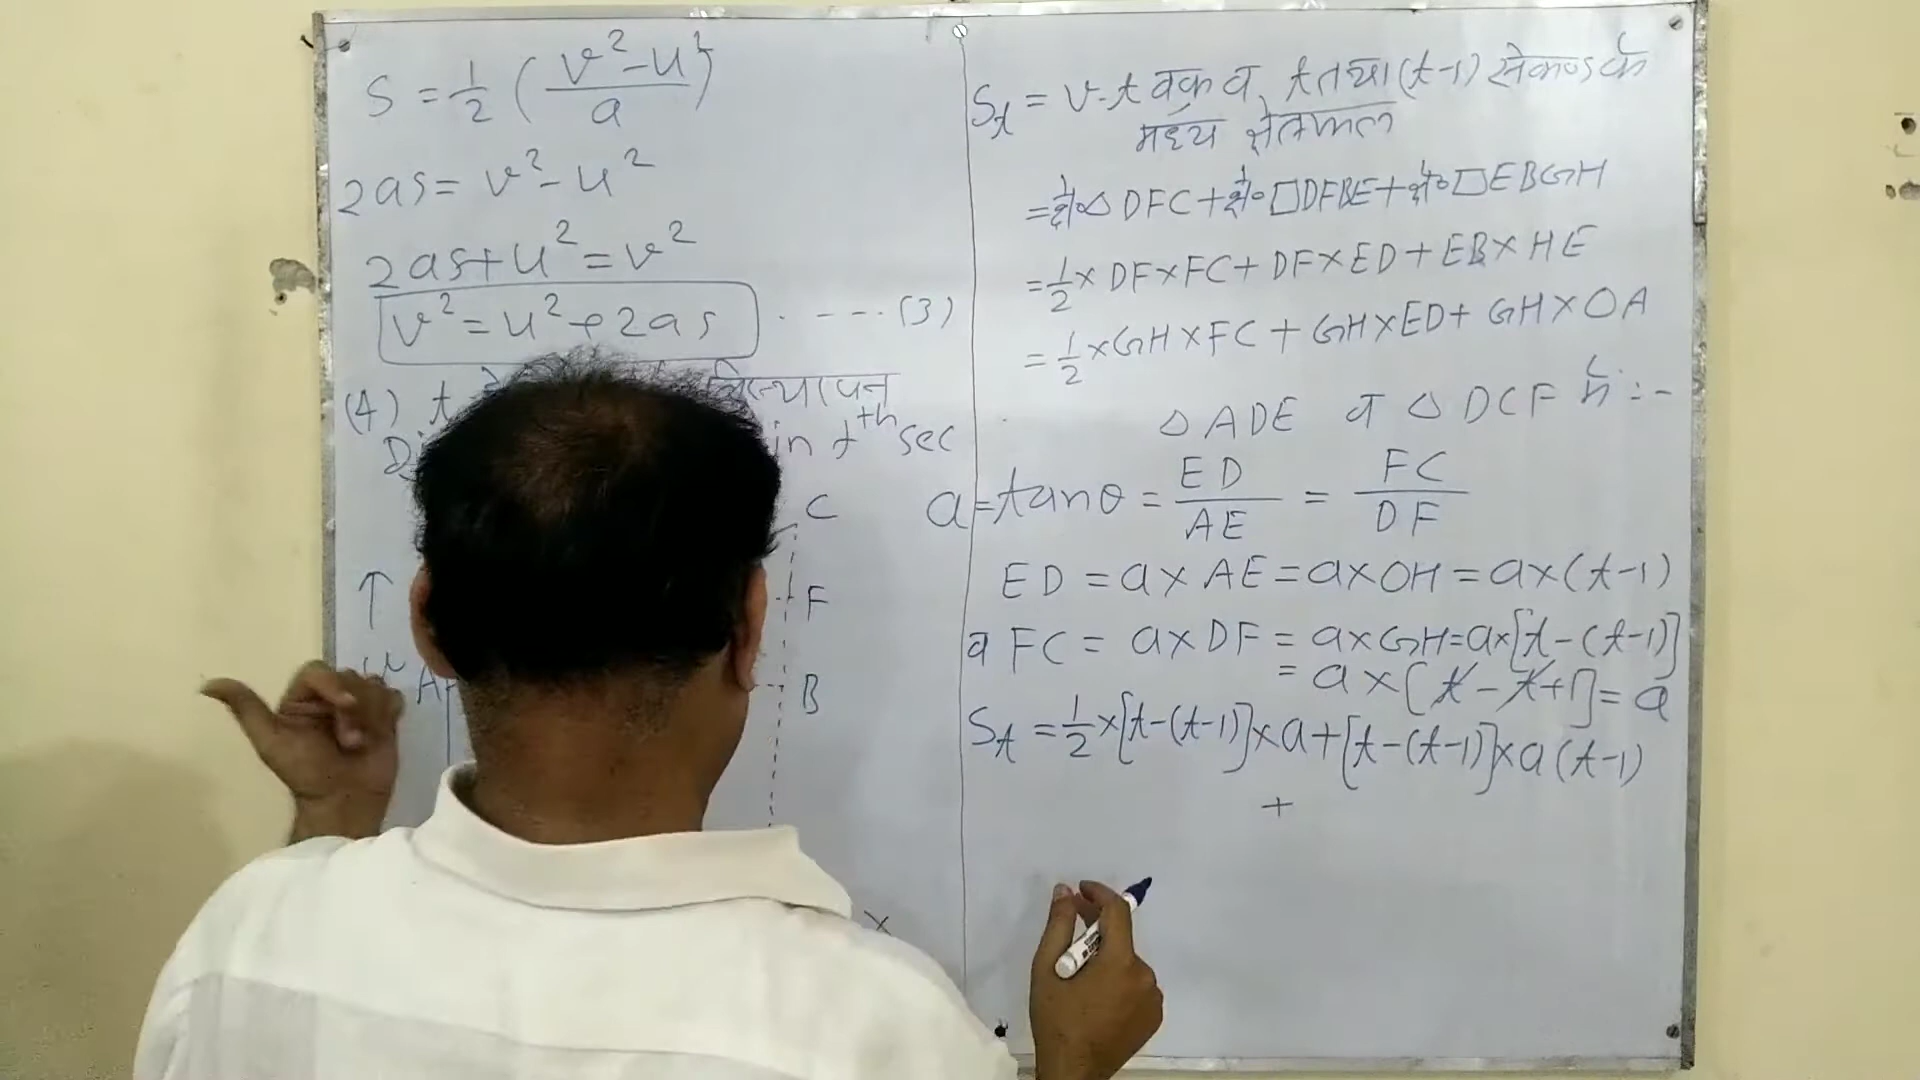 S = 1/2 (v² - u² / a)
2as = v² - u²
2as + u² = v²
v² = u² + 2as ----(3)
(4) t विस्थापन
in tth sec
C
↑
F
A
B
X
St = v-t वक्र व t तथा (t-1) सेकण्ड के
मध्य क्षेत्रफल
= क्षे० △ DFC + क्षे० □ DFBE + क्षे० □ EBGH
= 1/2 × DF × FC + DF × ED + EB × HE
= 1/2 × GH × FC + GH × ED + GH × OA
△ ADE व △ DCF में :-
a = tanθ = ED/AE = FC/DF
ED = a × AE = a × OH = a × (t-1)
व FC = a × DF = a × GH = a × [t - (t-1)]
= a × [t - t + 1] = a
St = 1/2 × [t - (t-1)] × a + [t - (t-1)] × a (t-1)
+